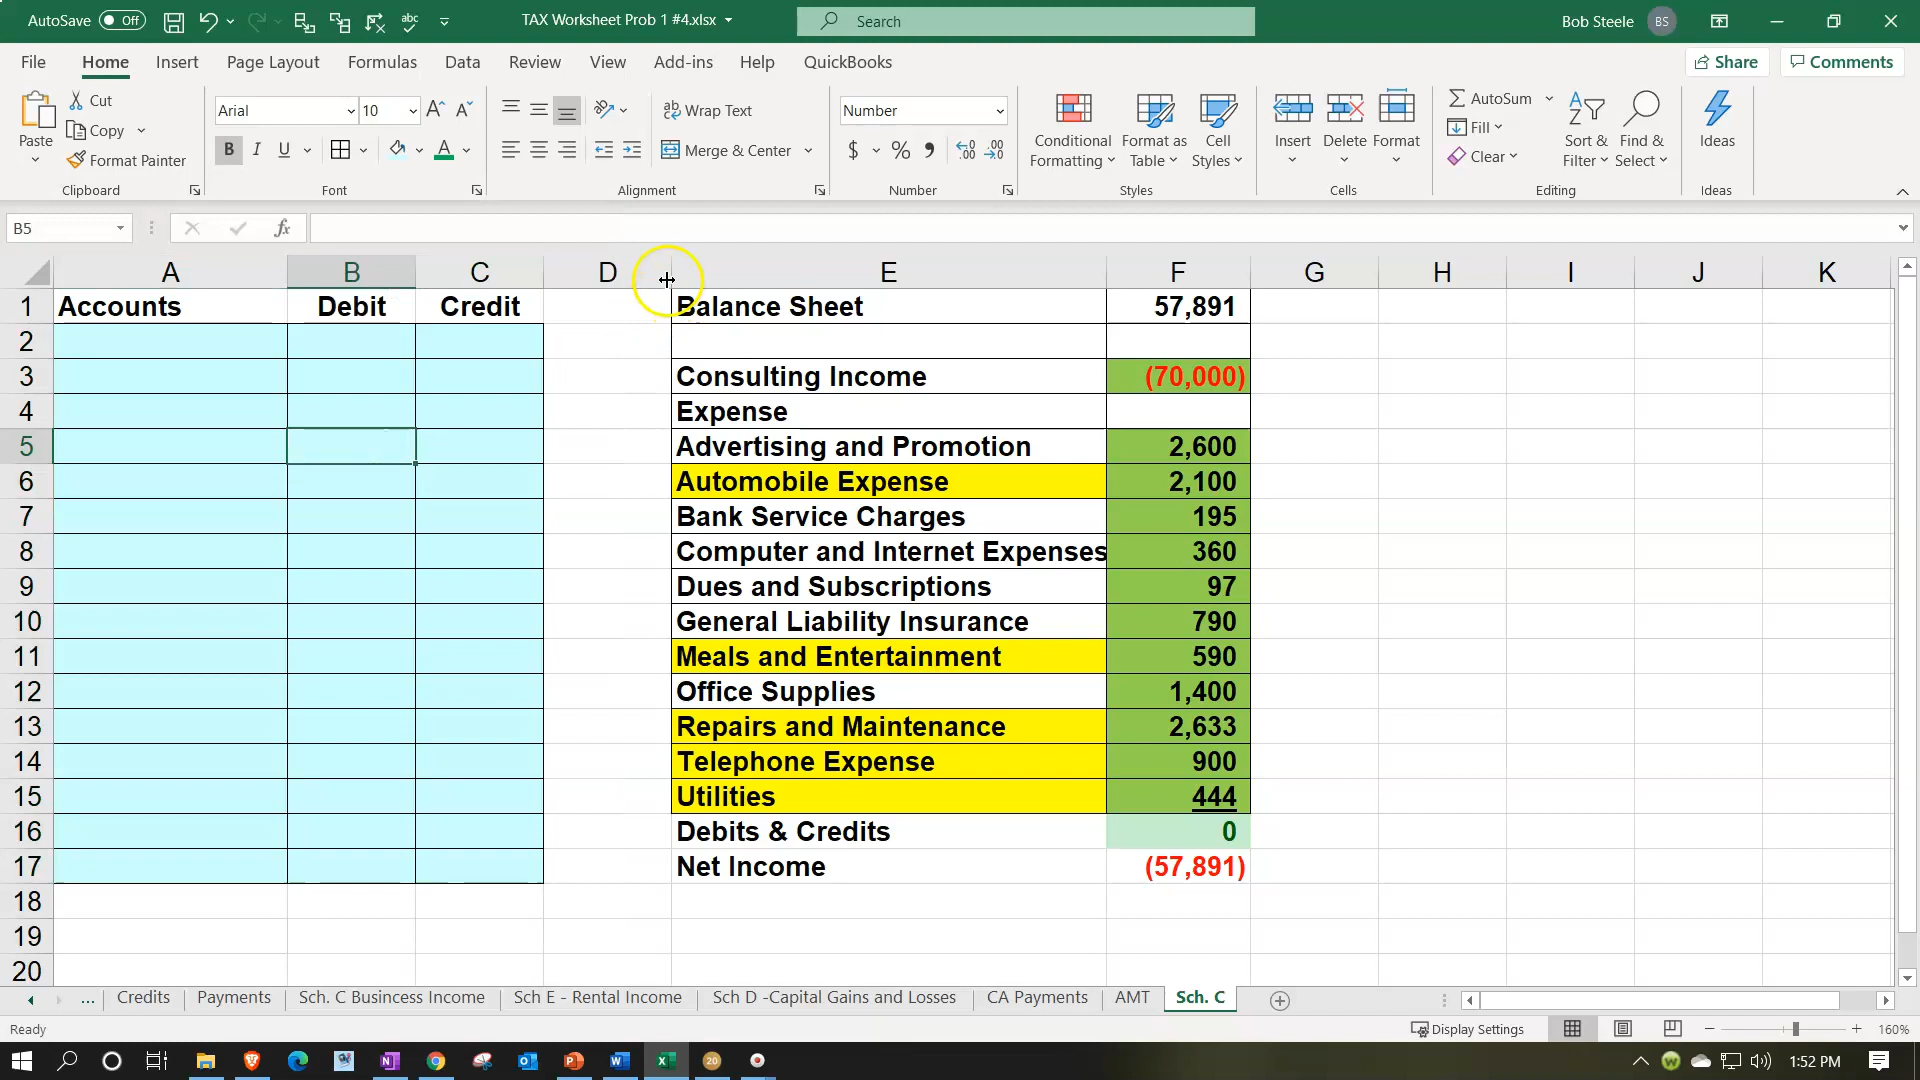 AutoSave Off TAX Worksheet Prob 1 #4.xlsx Search Bob Steele BS
File Home Insert Page Layout Formulas Data Review View Add-ins Help QuickBooks Share Comments
Paste Cut Copy Format Painter Clipboard
Arial 10 B I U A Font
Wrap Text Merge & Center Alignment
Number $ % Number
Conditional Formatting Format as Table Cell Styles Styles
Insert Delete Format Cells
AutoSum Fill Clear Sort & Filter Find & Select Editing
Ideas Ideas
B5 fx
A B C D E F G H I J K
1 Accounts Debit Credit Balance Sheet 57,891
2
3 Consulting Income (70,000)
4 Expense
5 Advertising and Promotion 2,600
6 Automobile Expense 2,100
7 Bank Service Charges 195
8 Computer and Internet Expenses 360
9 Dues and Subscriptions 97
10 General Liability Insurance 790
11 Meals and Entertainment 590
12 Office Supplies 1,400
13 Repairs and Maintenance 2,633
14 Telephone Expense 900
15 Utilities 444
16 Debits & Credits 0
17 Net Income (57,891)
18
19
20
... Credits Payments Sch. C Busincess Income Sch E - Rental Income Sch D -Capital Gains and Losses CA Payments AMT Sch. C
Ready Display Settings 160%
1:52 PM